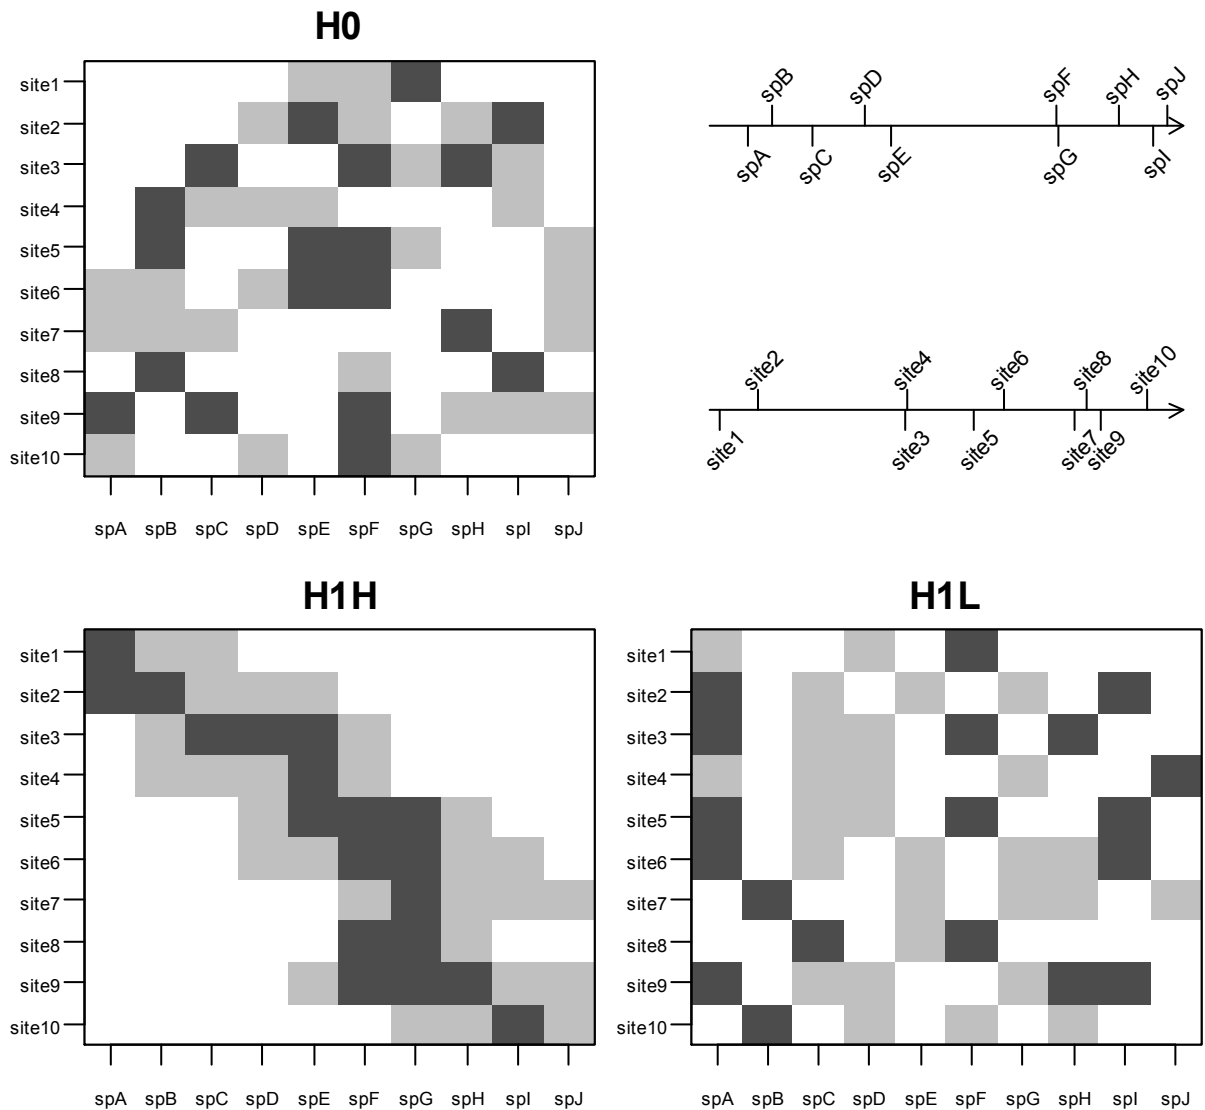 H0
site1
site2
site3
site4
site5
site6
site7
site8
site9
site10
spA spB spC spD spE spF spG spH spI spJ
spB spD spF spH spJ
spA spC spE spG spI
site2 site4 site6 site8 site10
site1 site3 site5 site7 site9
H1H
site1
site2
site3
site4
site5
site6
site7
site8
site9
site10
spA spB spC spD spE spF spG spH spI spJ
H1L
site1
site2
site3
site4
site5
site6
site7
site8
site9
site10
spA spB spC spD spE spF spG spH spI spJ